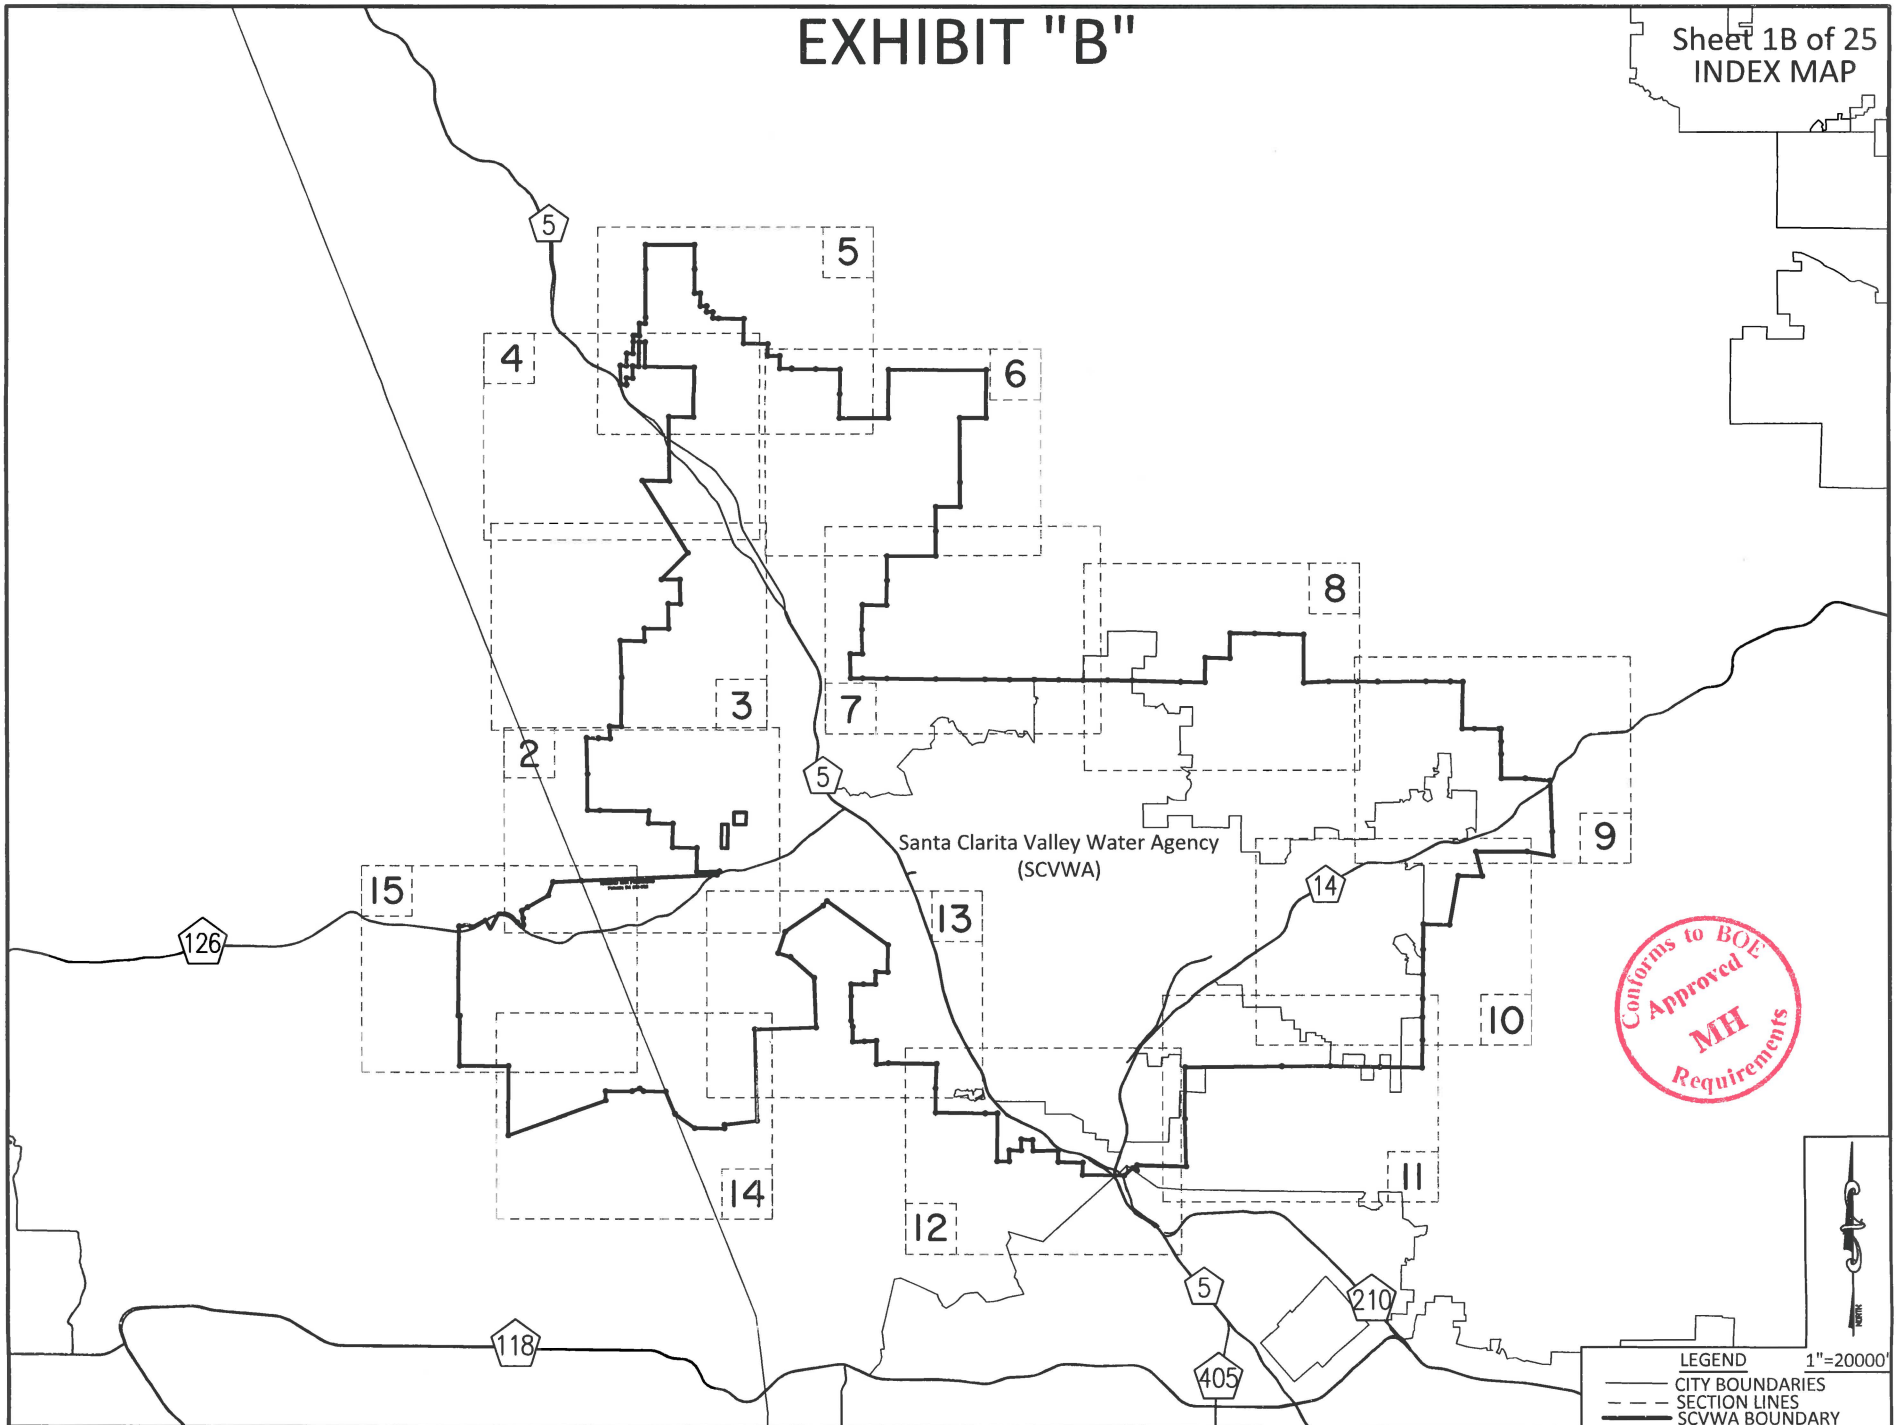 EXHIBIT "B"
Sheet 1B of 25
INDEX MAP
5
5
4
6
8
3
7
2
5
9
Santa Clarita Valley Water Agency
(SCVWA)
14
15
13
126
10
Conforms to BOE
Approved
MH
Requirements
11
14
12
5
210
118
405
NORTH
LEGEND 1"=20000'
CITY BOUNDARIES
SECTION LINES
SCVWA BOUNDARY